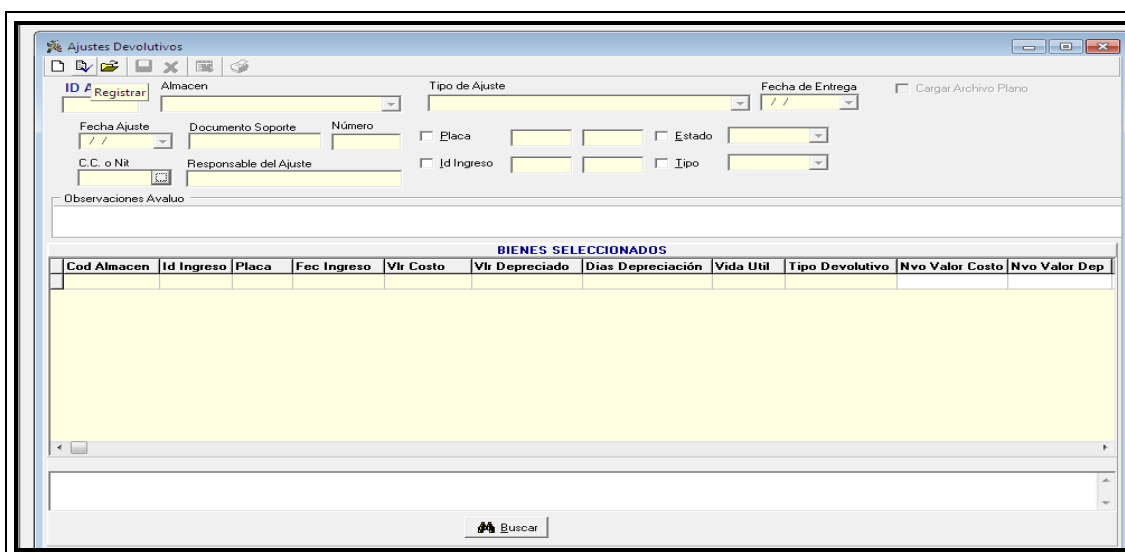 Ajustes Devolutivos
ID A Registrar Almacen Tipo de Ajuste Fecha de Entrega Cargar Archivo Plano
/ /
Fecha Ajuste Documento Soporte Número Placa Estado
/ /
C.C. o Nit Responsable del Ajuste Id Ingreso Tipo
Observaciones Avaluo
BIENES SELECCIONADOS
Cod Almacen Id Ingreso Placa Fec Ingreso Vlr Costo Vlr Depreciado Dias Depreciación Vida Util Tipo Devolutivo Nvo Valor Costo Nvo Valor Dep
Buscar